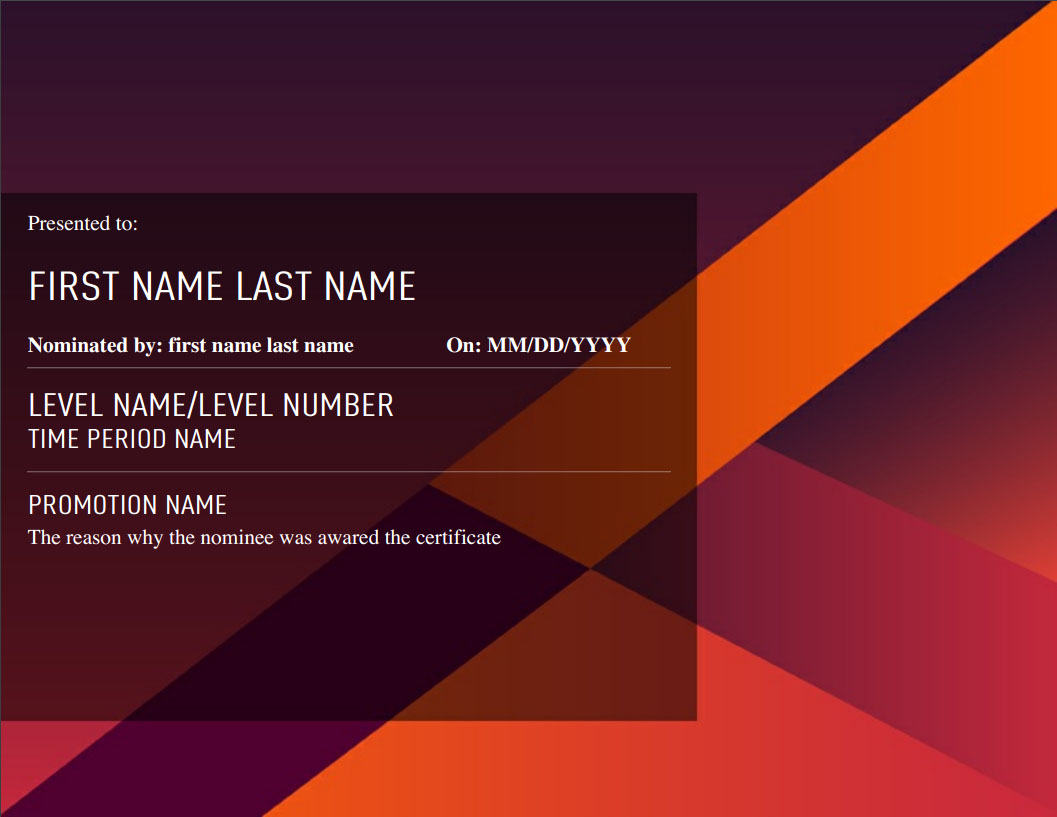 Presented to:
FIRST NAME LAST NAME
Nominated by: first name last name On: MM/DD/YYYY
LEVEL NAME/LEVEL NUMBER
TIME PERIOD NAME
PROMOTION NAME
The reason why the nominee was awared the certificate